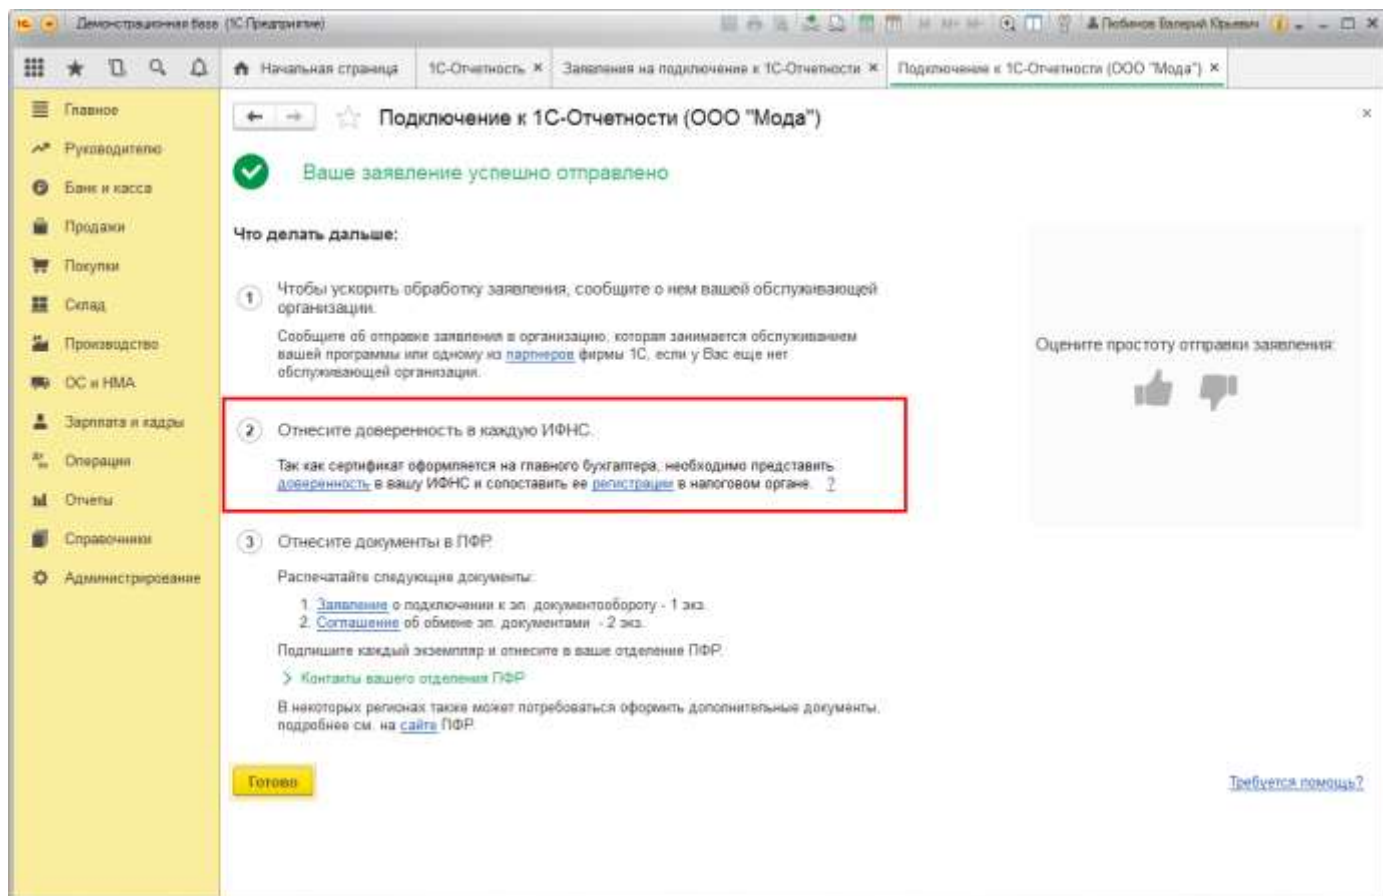 Демонстрационная база (1С:Предприятие)
Любимов Валерий Юрьевич
Начальная страница
1С-Отчетность ×
Заявления на подключение к 1С-Отчетности ×
Подключение к 1С-Отчетности (ООО "Мода") ×
Главное
Руководителю
Банк и касса
Продажи
Покупки
Склад
Производство
ОС и НМА
Зарплата и кадры
Операции
Отчеты
Справочники
Администрирование
Подключение к 1С-Отчетности (ООО "Мода")
Ваше заявление успешно отправлено
Что делать дальше:
1 Чтобы ускорить обработку заявления, сообщите о нем вашей обслуживающей
организации.
Сообщите об отправке заявления в организацию, которая занимается обслуживанием
вашей программы или одному из партнеров фирмы 1С, если у Вас еще нет
обслуживающей организации.
2 Отнесите доверенность в каждую ИФНС.
Так как сертификат оформляется на главного бухгалтера, необходимо представить
доверенность в вашу ИФНС и сопоставить ее регистрации в налоговом органе. ?
3 Отнесите документы в ПФР.
Распечатайте следующие документы:
1. Заявление о подключении к эл. документообороту - 1 экз.
2. Соглашение об обмене эл. документами - 2 экз.
Подпишите каждый экземпляр и отнесите в ваше отделение ПФР.
Контакты вашего отделения ПФР
В некоторых регионах также может потребоваться оформить дополнительные документы,
подробнее см. на сайте ПФР.
Готово
Оцените простоту отправки заявления:
Требуется помощь?